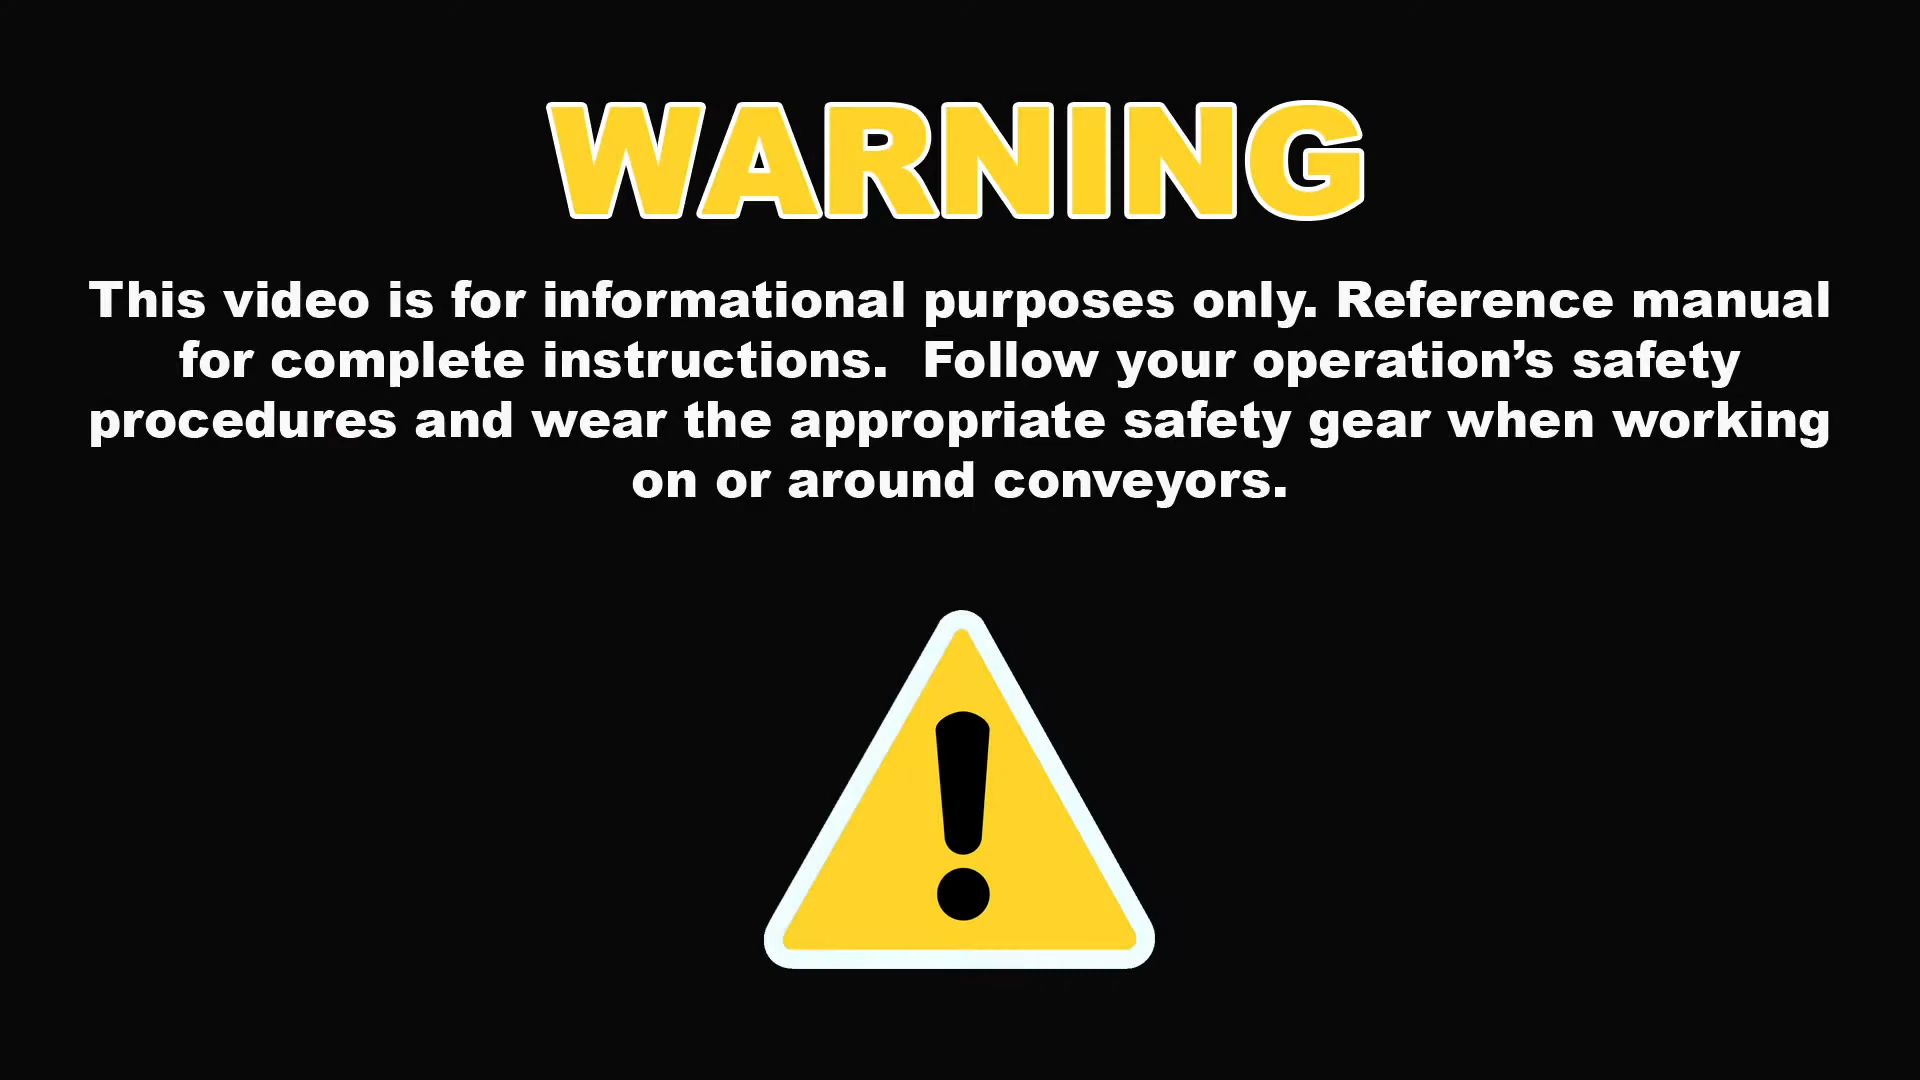 WARNING
This video is for informational purposes only. Reference manual
for complete instructions.  Follow your operation’s safety
procedures and wear the appropriate safety gear when working
on or around conveyors.
!